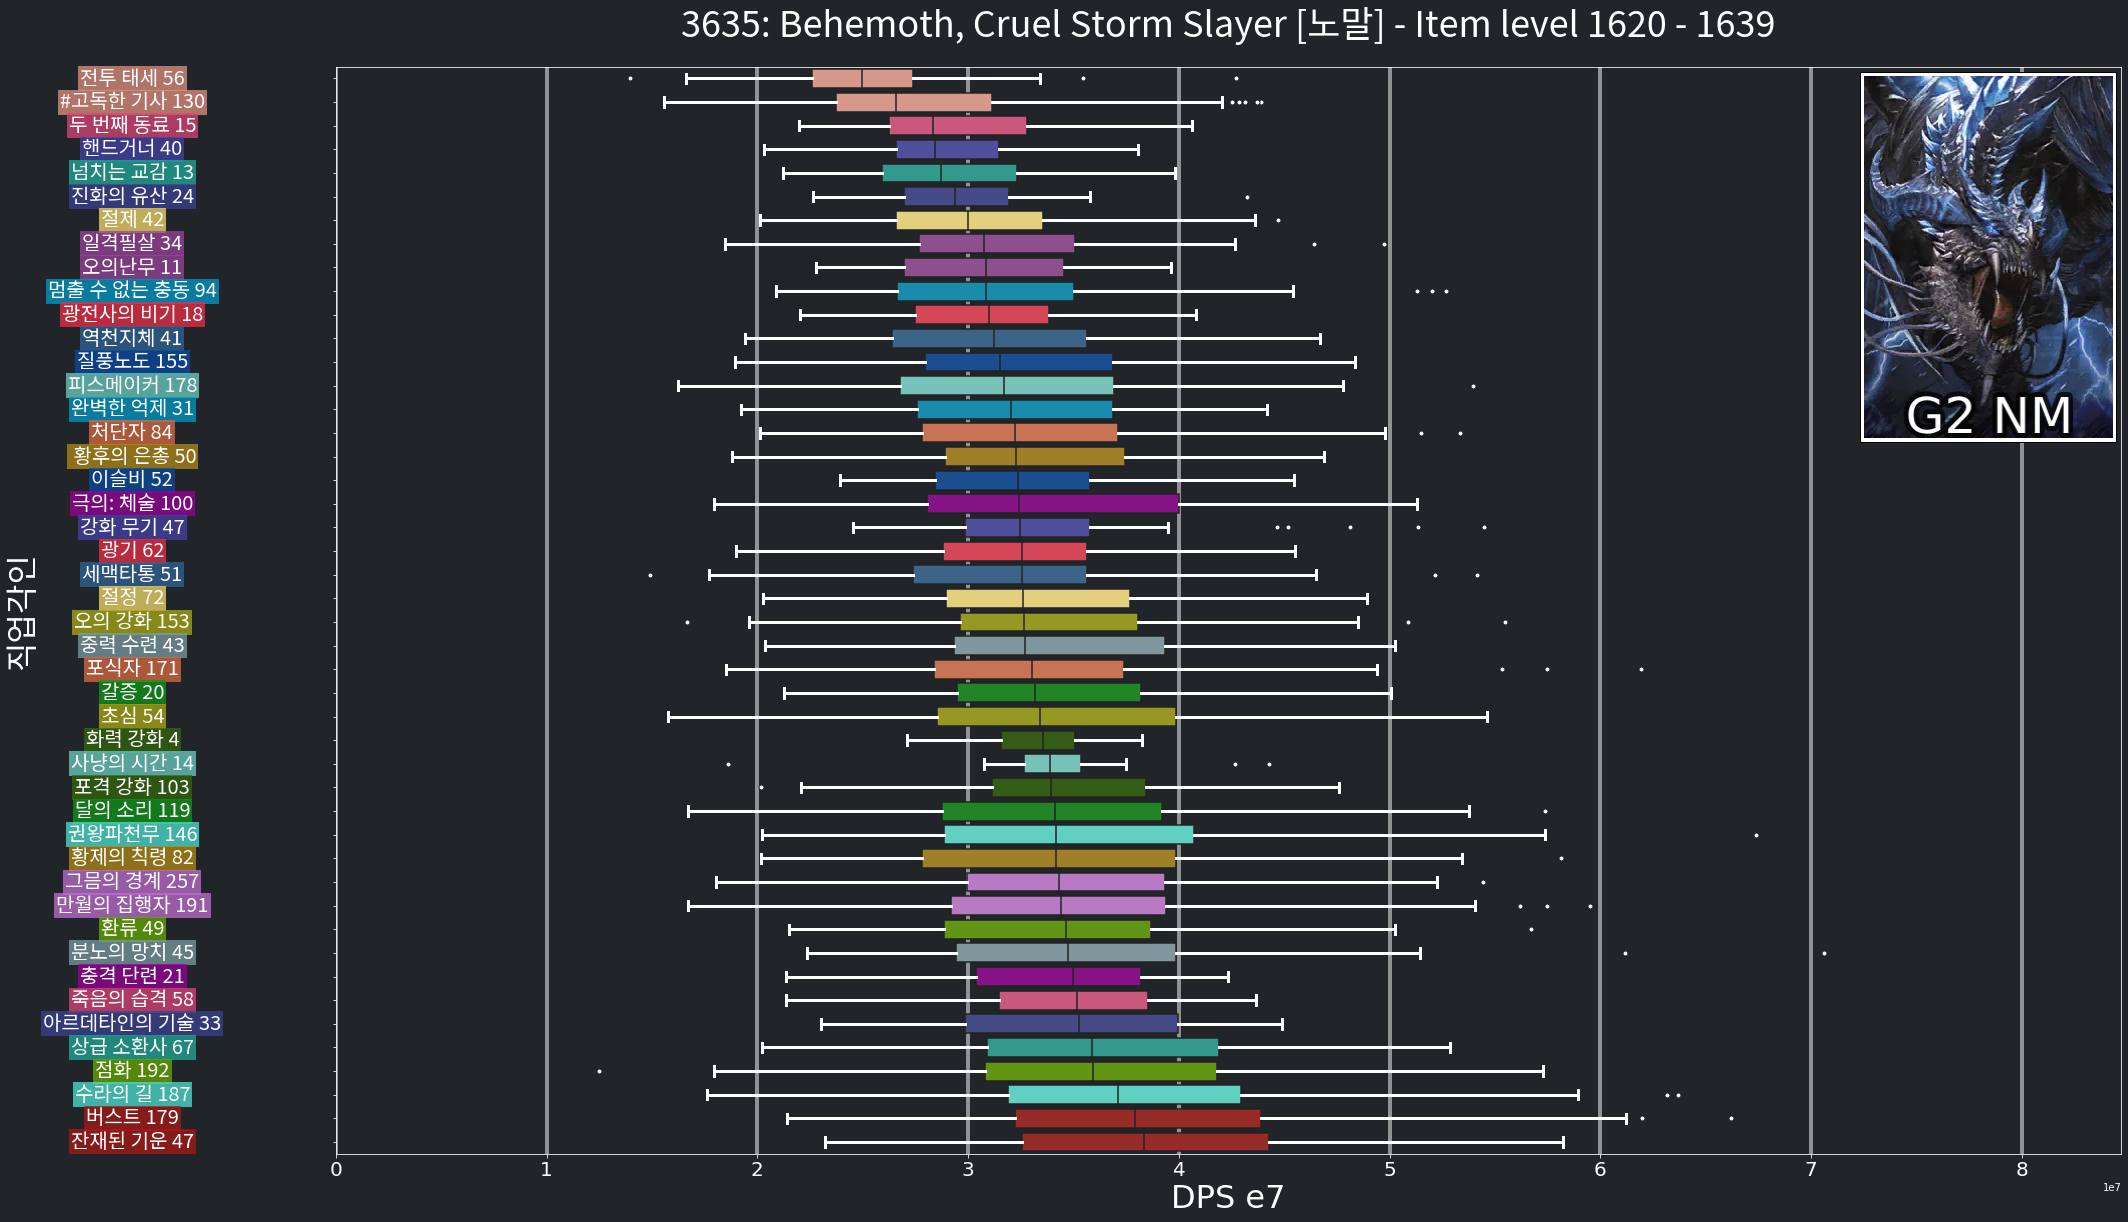 3635: Behemoth, Cruel Storm Slayer [노말] - Item level 1620 - 1639
직업각인
전투 태세 56
#고독한 기사 130
두 번째 동료 15
핸드거너 40
넘치는 교감 13
진화의 유산 24
절제 42
일격필살 34
오의난무 11
멈출 수 없는 충동 94
광전사의 비기 18
역천지체 41
질풍노도 155
피스메이커 178
완벽한 억제 31
처단자 84
황후의 은총 50
이슬비 52
극의: 체술 100
강화 무기 47
광기 62
세맥타통 51
절정 72
오의 강화 153
중력 수련 43
포식자 171
갈증 20
초심 54
화력 강화 4
사냥의 시간 14
포격 강화 103
달의 소리 119
권왕파천무 146
황제의 칙령 82
그믐의 경계 257
만월의 집행자 191
환류 49
분노의 망치 45
충격 단련 21
죽음의 습격 58
아르데타인의 기술 33
상급 소환사 67
점화 192
수라의 길 187
버스트 179
잔재된 기운 47
G2 NM
0 1 2 3 4 5 6 7 8
1e7
DPS e7